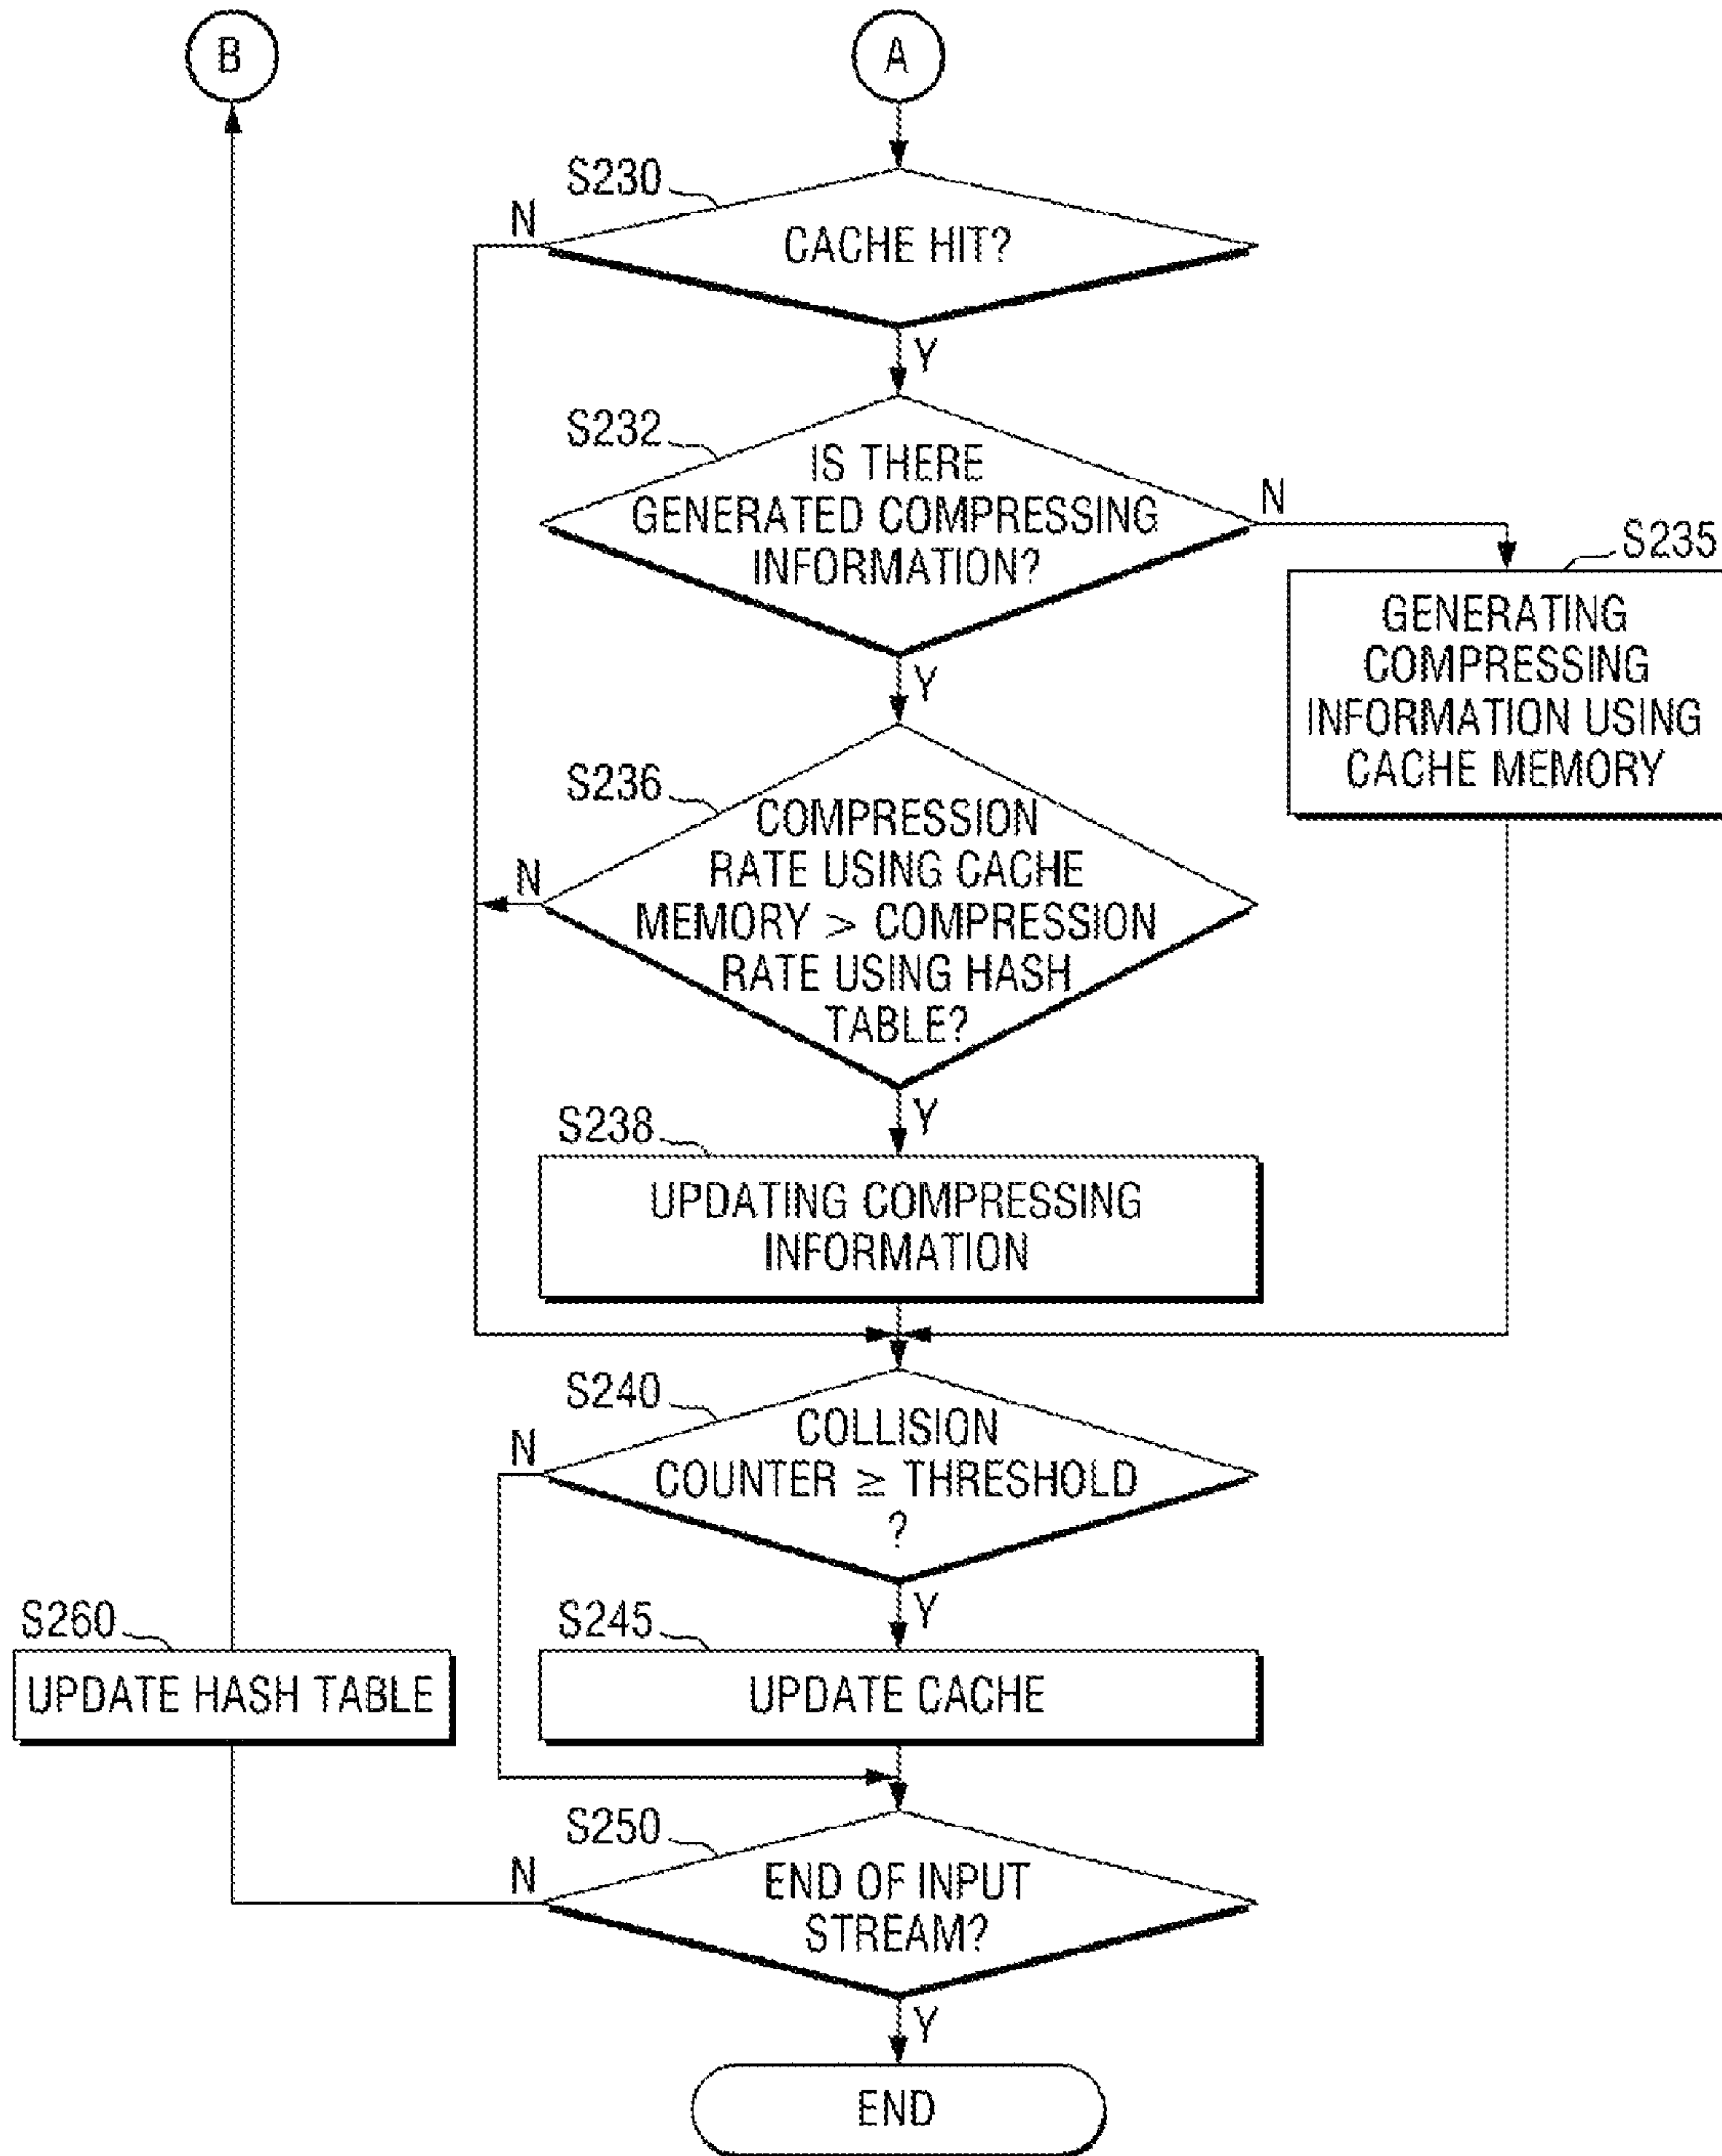 B
A
S230
N
CACHE HIT?
Y
S232
IS THERE
GENERATED COMPRESSING
INFORMATION?
N
S235
GENERATING
COMPRESSING
INFORMATION USING
CACHE MEMORY
Y
S236
COMPRESSION
RATE USING CACHE
MEMORY > COMPRESSION
RATE USING HASH
TABLE?
N
Y
S238
UPDATING COMPRESSING
INFORMATION
S240
N
COLLISION
COUNTER ≥ THRESHOLD
?
Y
S260
UPDATE HASH TABLE
S245
UPDATE CACHE
S250
N
END OF INPUT
STREAM?
Y
END